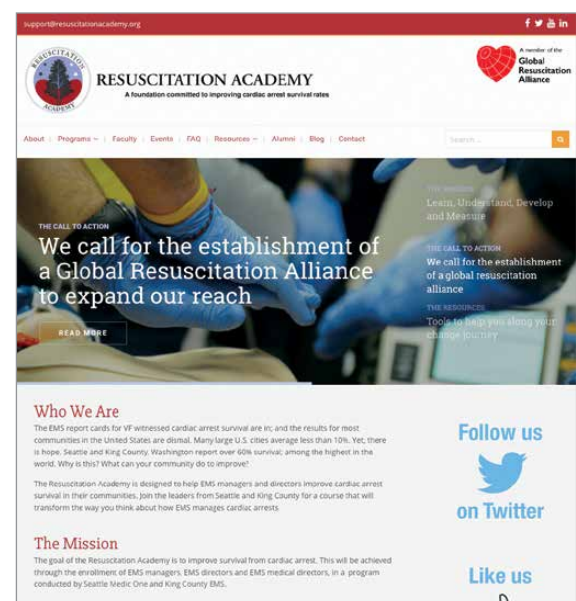 support@resuscitationacademy.org
RESUSCITATION ACADEMY
RESUSCITATION ACADEMY
A foundation committed to improving cardiac arrest survival rates
A member of the
Global
Resuscitation
Alliance
About | Programs | Faculty | Events | FAQ | Resources | Alumni | Blog | Contact
Search ...
THE CALL TO ACTION
We call for the establishment of
a Global Resuscitation Alliance
to expand our reach
READ MORE
THE MISSION
Learn, Understand, Develop
and Measure
THE CALL TO ACTION
We call for the establishment
of a global resuscitation
alliance
THE RESOURCES
Tools to help you along your
change journey
Who We Are
The EMS report cards for VF witnessed cardiac arrest survival are in; and the results for most
communities in the United States are dismal. Many large U.S. cities average less than 10%. Yet, there
is hope. Seattle and King County, Washington report over 60% survival; among the highest in the
world. Why is this? What can your community do to improve?
The Resuscitation Academy is designed to help EMS managers and directors improve cardiac arrest
survival in their communities. Join the leaders from Seattle and King County for a course that will
transform the way you think about how EMS manages cardiac arrests
The Mission
The goal of the Resuscitation Academy is to improve survival from cardiac arrest. This will be achieved
through the enrollment of EMS managers, EMS directors and EMS medical directors, in a program
conducted by Seattle Medic One and King County EMS.
Follow us
on Twitter
Like us